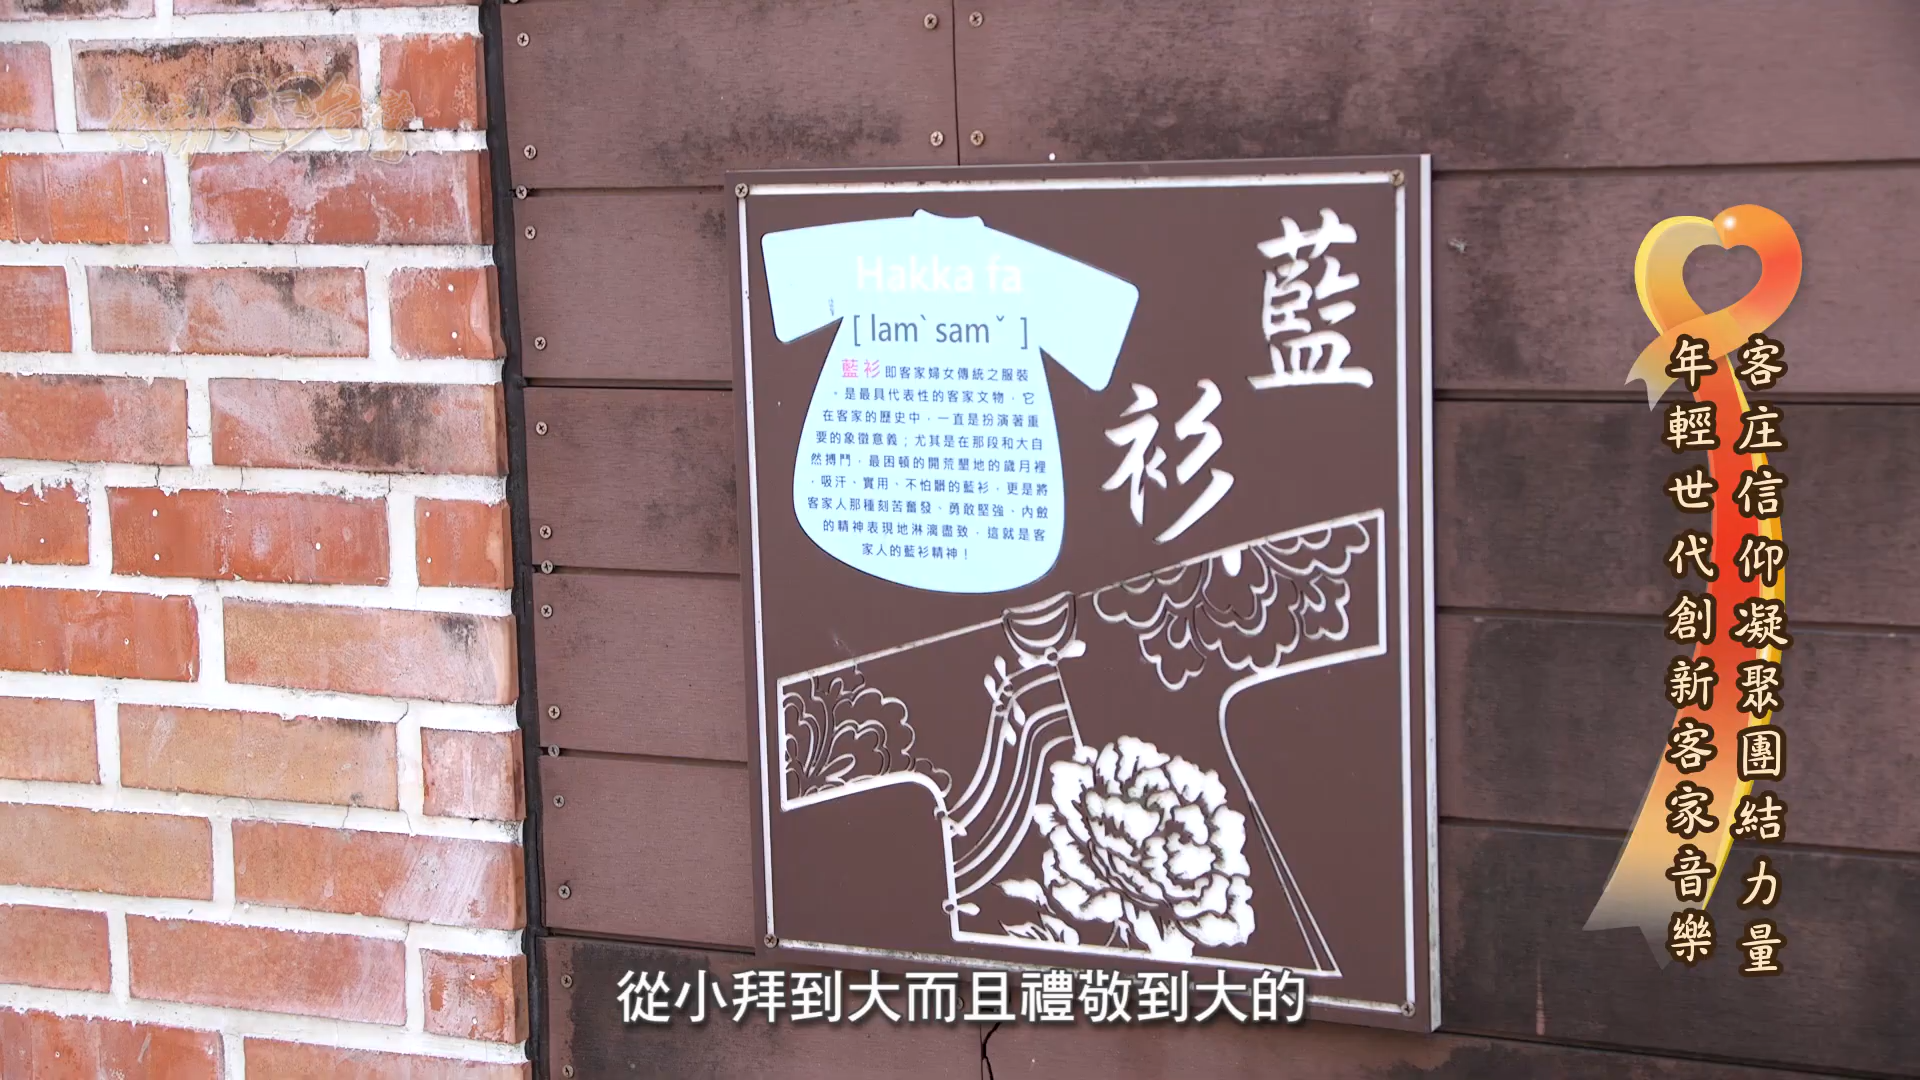 感動心台灣
Hakka fa
[ lamˋ samˇ ]
藍衫即客家婦女傳統之服裝
。是最具代表性的客家文物，它
在客家的歷史中，一直是扮演著重
要的象徵意義；尤其是在那段和大自
然搏鬥，最困頓的開荒墾地的歲月裡
，吸汗、實用、不怕髒的藍衫，更是將
客家人那種刻苦奮發、勇敢堅強、內斂
的精神表現地淋漓盡致，這就是客
家人的藍衫精神！
藍衫
客庄信仰凝聚團結力量
年輕世代創新客家音樂
從小拜到大而且禮敬到大的